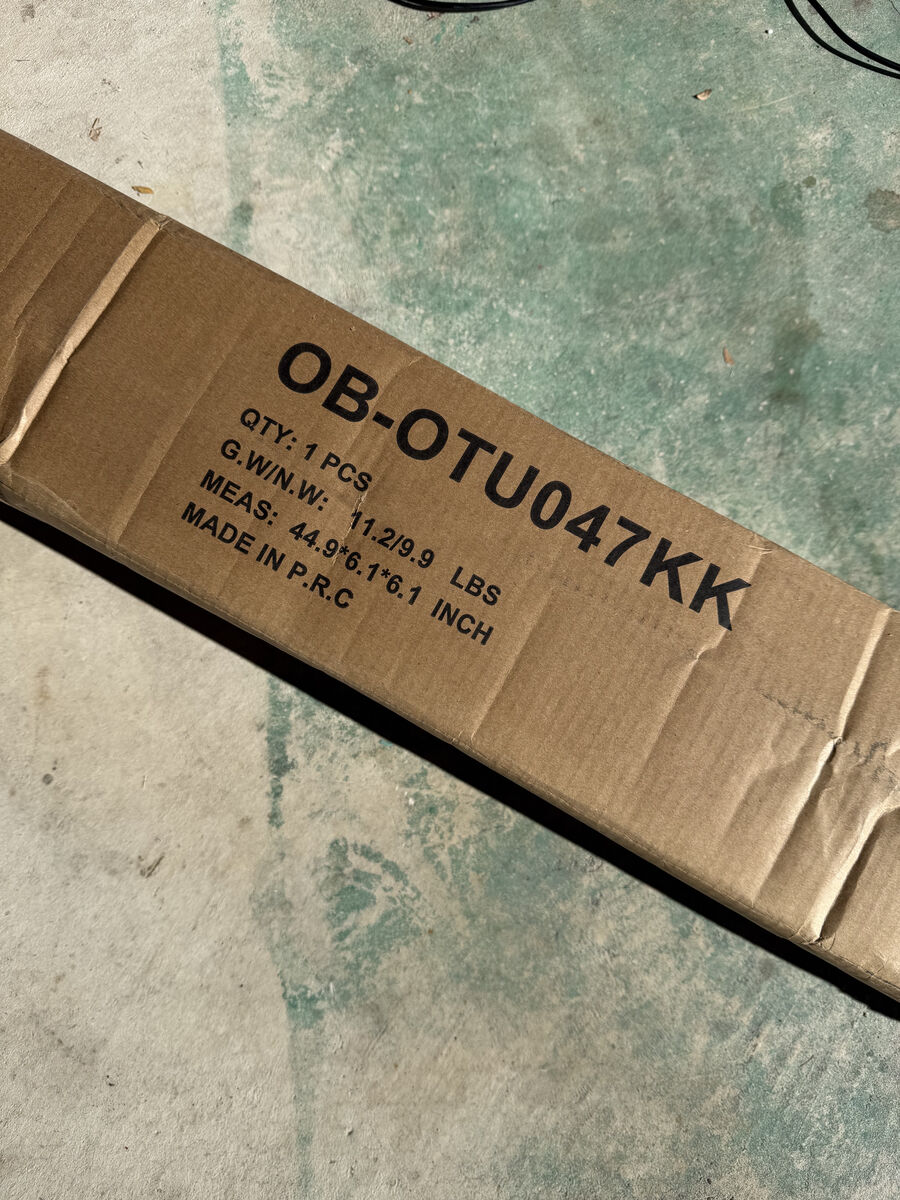 OB-OTU047KK
QTY: 1 PCS
G.W/N.W: 11.2/9.9 LBS
MEAS: 44.9*6.1*6.1 INCH
MADE IN P.R.C